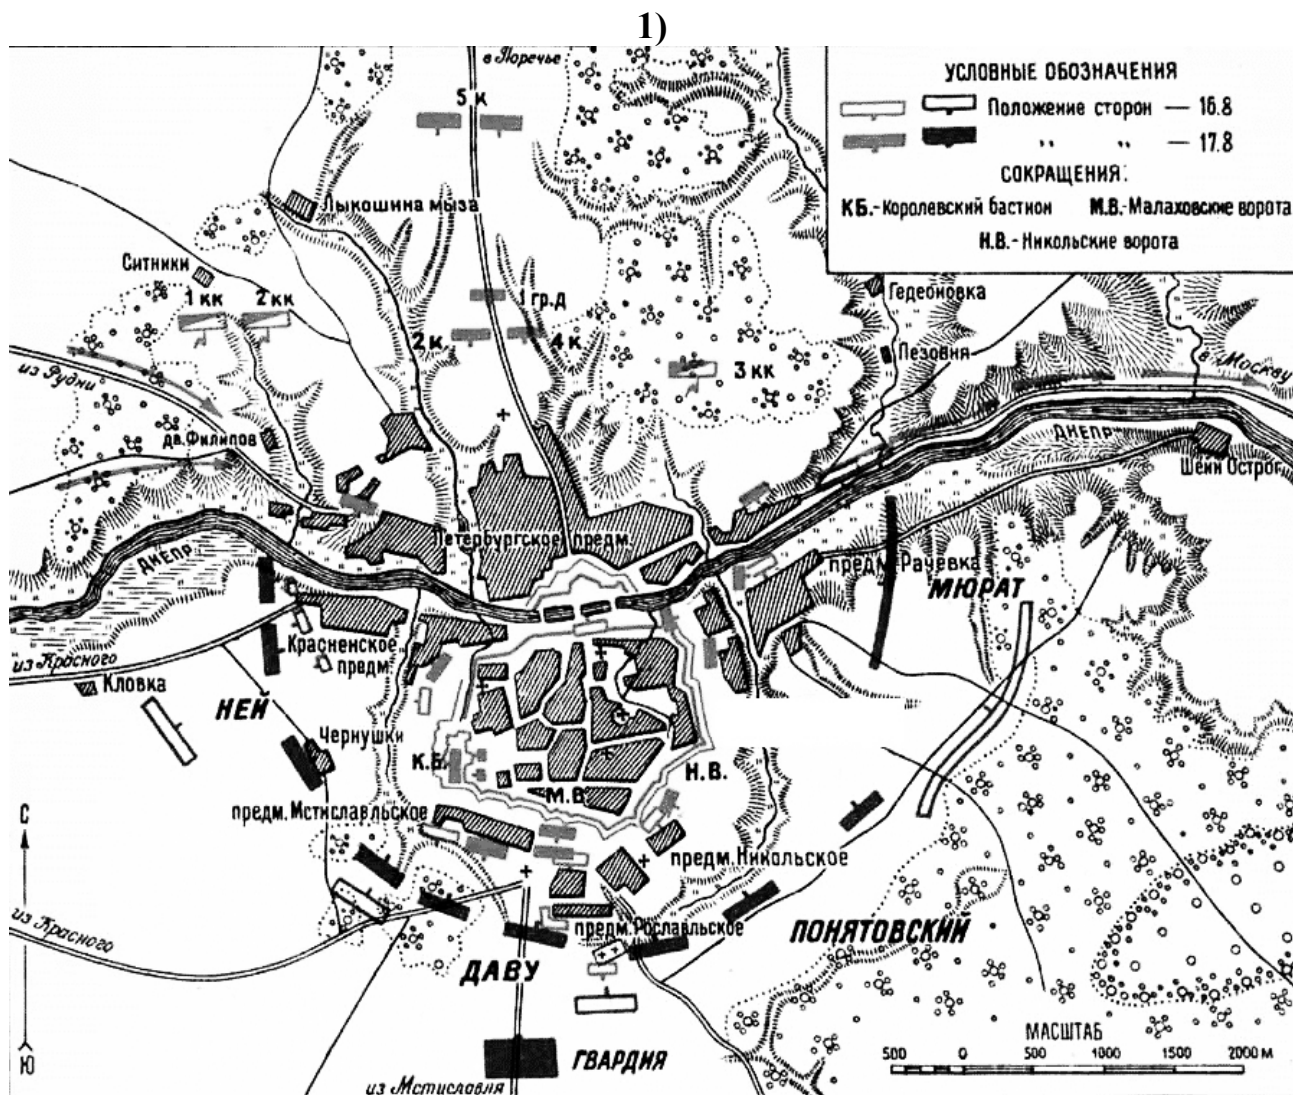 1)
в Поречье
УСЛОВНЫЕ ОБОЗНАЧЕНИЯ
Положение сторон — 16.8
„ „ — 17.8
СОКРАЩЕНИЯ:
КБ.-Королевский бастион М.В.-Малаховские ворота
Н.В.-Никольские ворота
5 к
Лыкошина мыза
Ситники
1 кк 2 кк
1 гр.д
2 к. 4 к.
3 кк
Гедеоновка
Пезовня
в Москву
из Рудни
дв. Филипов
ДНЕПР
Шеин Острог
Петербургское предм.
ДНЕПР
предм. Рачевка
МЮРАТ
из Красного
Красненское
предм.
Кловка
НЕЙ
Чернушки
К.Б.
Н.В.
М.В.
предм. Мстиславльское
предм. Никольское
С
Ю
из Красного
предм. Рославльское
ПОНЯТОВСКИЙ
ДАВУ
ГВАРДИЯ
из Мстиславля
МАСШТАБ
500 0 500 1000 1500 2000 м